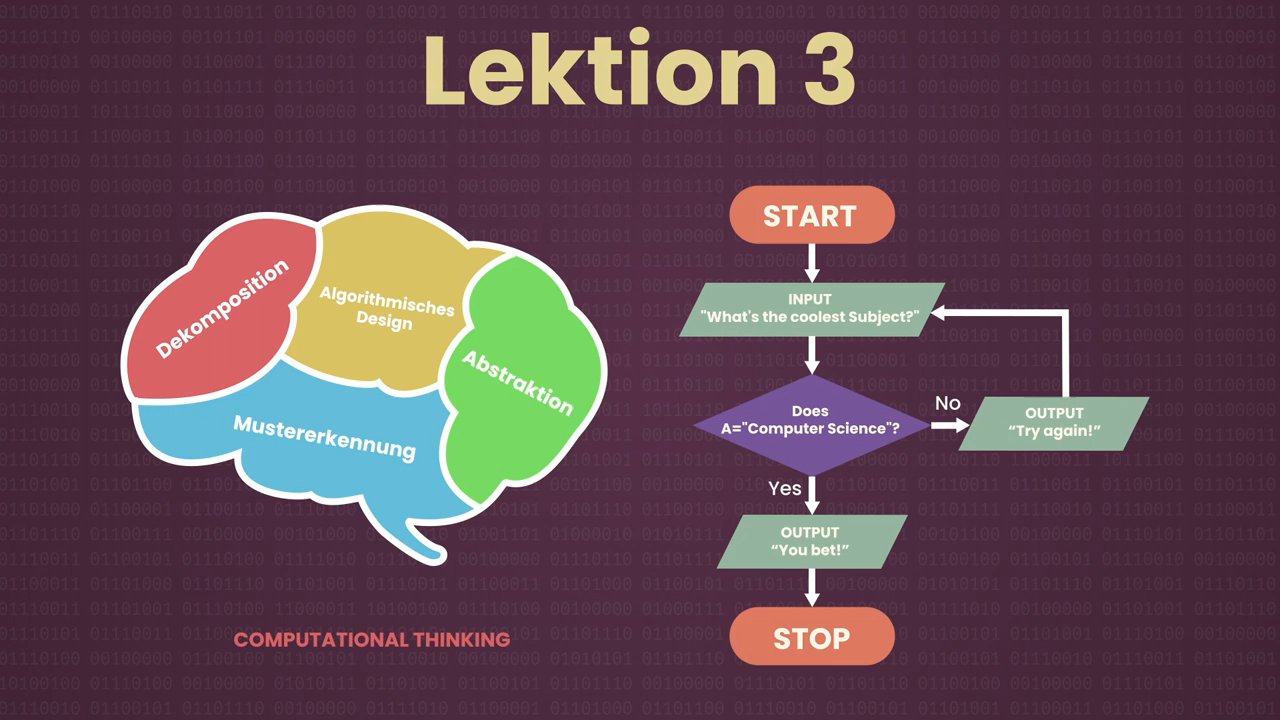 Lektion 3
Dekomposition
Algorithmisches
Design
Abstraktion
Mustererkennung
COMPUTATIONAL THINKING
START
INPUT
"What's the coolest Subject?"
Does
A="Computer Science"?
No
OUTPUT
“Try again!”
Yes
OUTPUT
“You bet!”
STOP